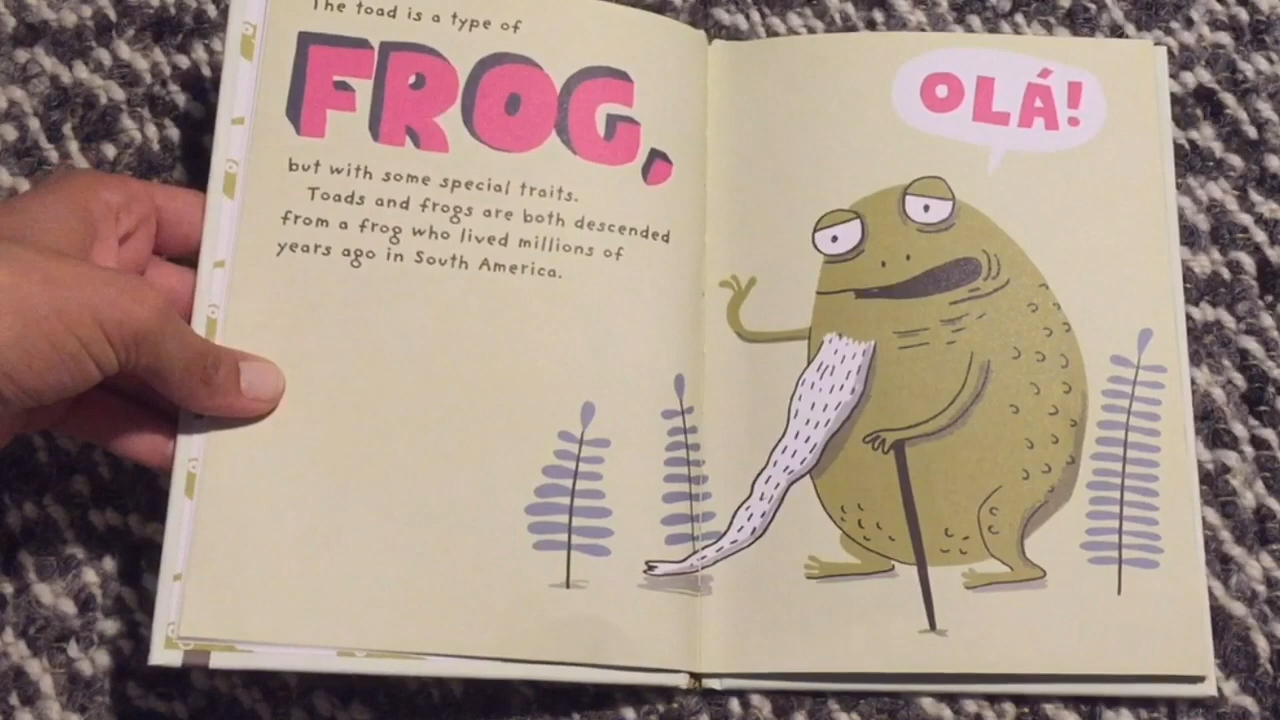 The toad is a type of
FROG,
but with some special traits.
Toads and frogs are both descended
from a frog who lived millions of
years ago in South America.
OLÁ!